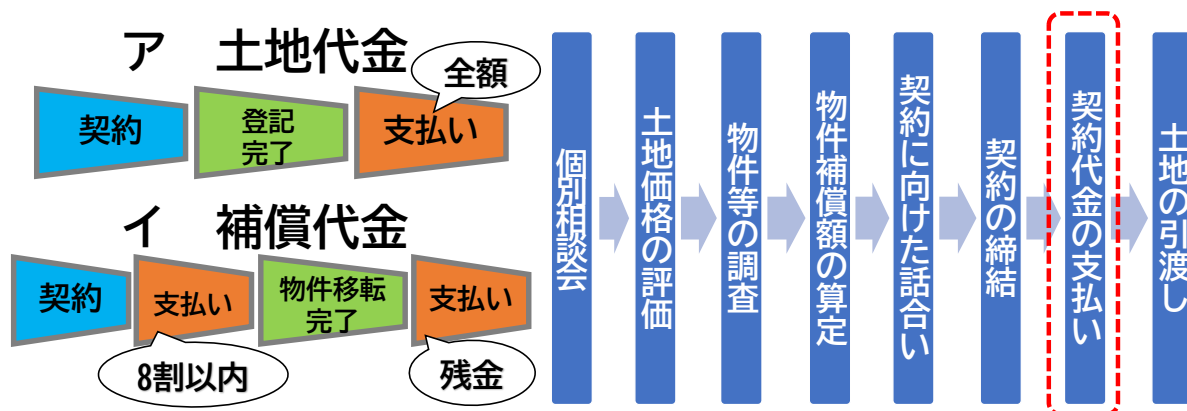 ア　土地代金
全額
契約
登記
完了
支払い
イ　補償代金
契約
支払い
物件移転
完了
支払い
8割以内
残金
個別相談会
土地価格の評価
物件等の調査
物件補償額の算定
契約に向けた話合い
契約の締結
契約代金の支払い
土地の引渡し